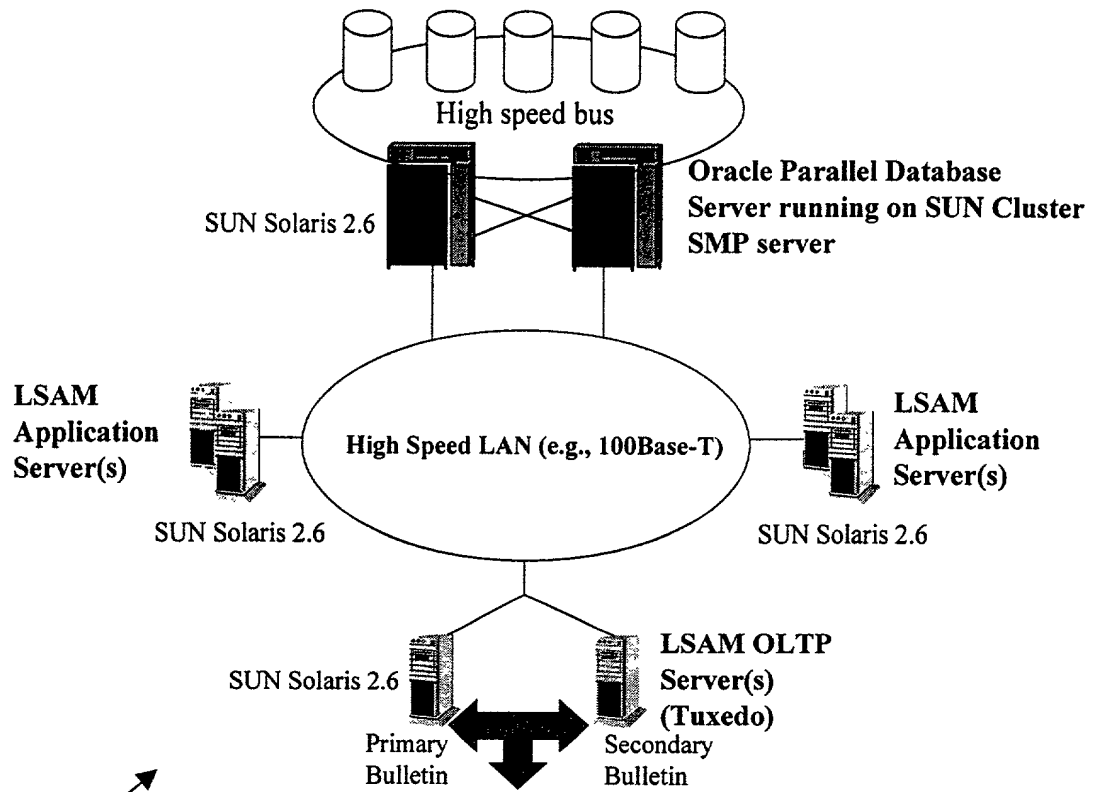 High speed bus
Oracle Parallel Database
Server running on SUN Cluster
SMP server
SUN Solaris 2.6
LSAM
Application
Server(s)
SUN Solaris 2.6
High Speed LAN (e.g., 100Base-T)
LSAM
Application
Server(s)
SUN Solaris 2.6
SUN Solaris 2.6
LSAM OLTP
Server(s)
(Tuxedo)
Primary
Bulletin
Secondary
Bulletin